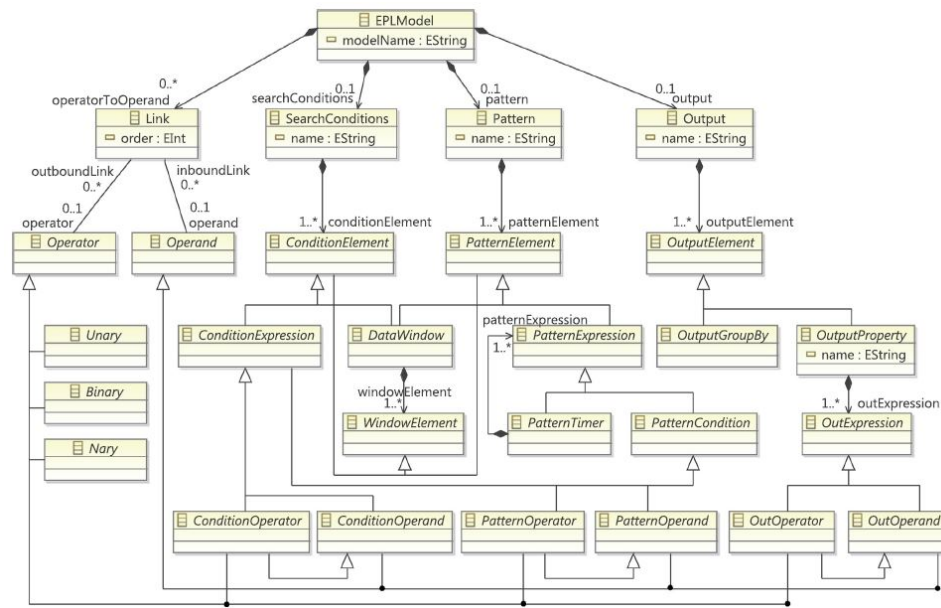 EPLModel
modelName : EString
0..*
0..1
0..1
0..1
operatorToOperand
searchConditions
pattern
output
Link
order : EInt
SearchConditions
name : EString
Pattern
name : EString
Output
name : EString
outboundLink
0..*
inboundLink
0..*
0..1
operator
0..1
operand
1..* conditionElement
1..* patternElement
1..* outputElement
Operator
Operand
ConditionElement
PatternElement
OutputElement
Unary
Binary
Nary
ConditionExpression
DataWindow
patternExpression
1..*
PatternExpression
OutputGroupBy
OutputProperty
name : EString
windowElement
1..*
WindowElement
PatternTimer
PatternCondition
1..* outExpression
OutExpression
ConditionOperator
ConditionOperand
PatternOperator
PatternOperand
OutOperator
OutOperand